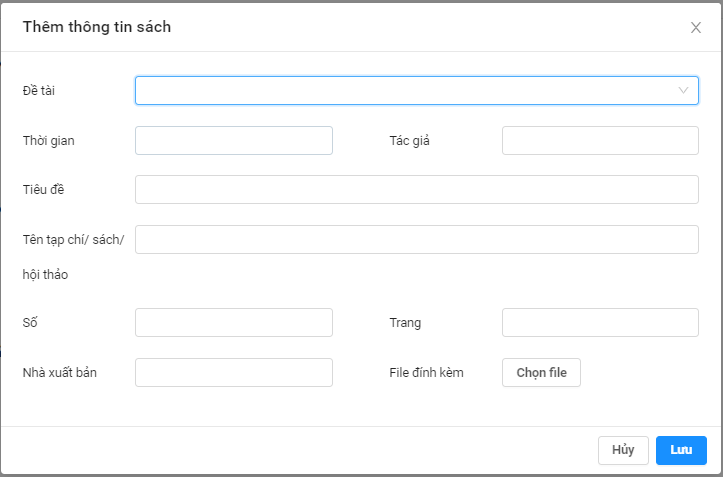 Thêm thông tin sách
X
Đề tài
Thời gian
Tác giả
Tiêu đề
Tên tạp chí/ sách/
hội thảo
Số
Trang
Nhà xuất bản
File đính kèm
Chọn file
Hủy
Lưu